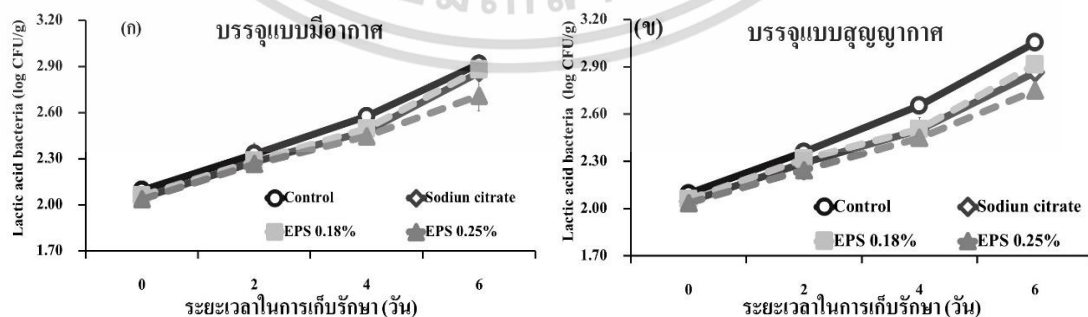 3.20
(ก)
บรรจุแบบมีอากาศ
2.90
2.60
2.30
2.00
1.70
Lactic acid bacteria (log CFU/g)
Control
Sodiun citrate
EPS 0.18%
EPS 0.25%
0 2 4 6
ระยะเวลาในการเก็บรักษา (วัน)
3.20
(ข)
บรรจุแบบสุญญากาศ
2.90
2.60
2.30
2.00
1.70
Lactic acid bacteria (log CFU/g)
Control
Sodiun citrate
EPS 0.18%
EPS 0.25%
0 2 4 6
ระยะเวลาในการเก็บรักษา (วัน)